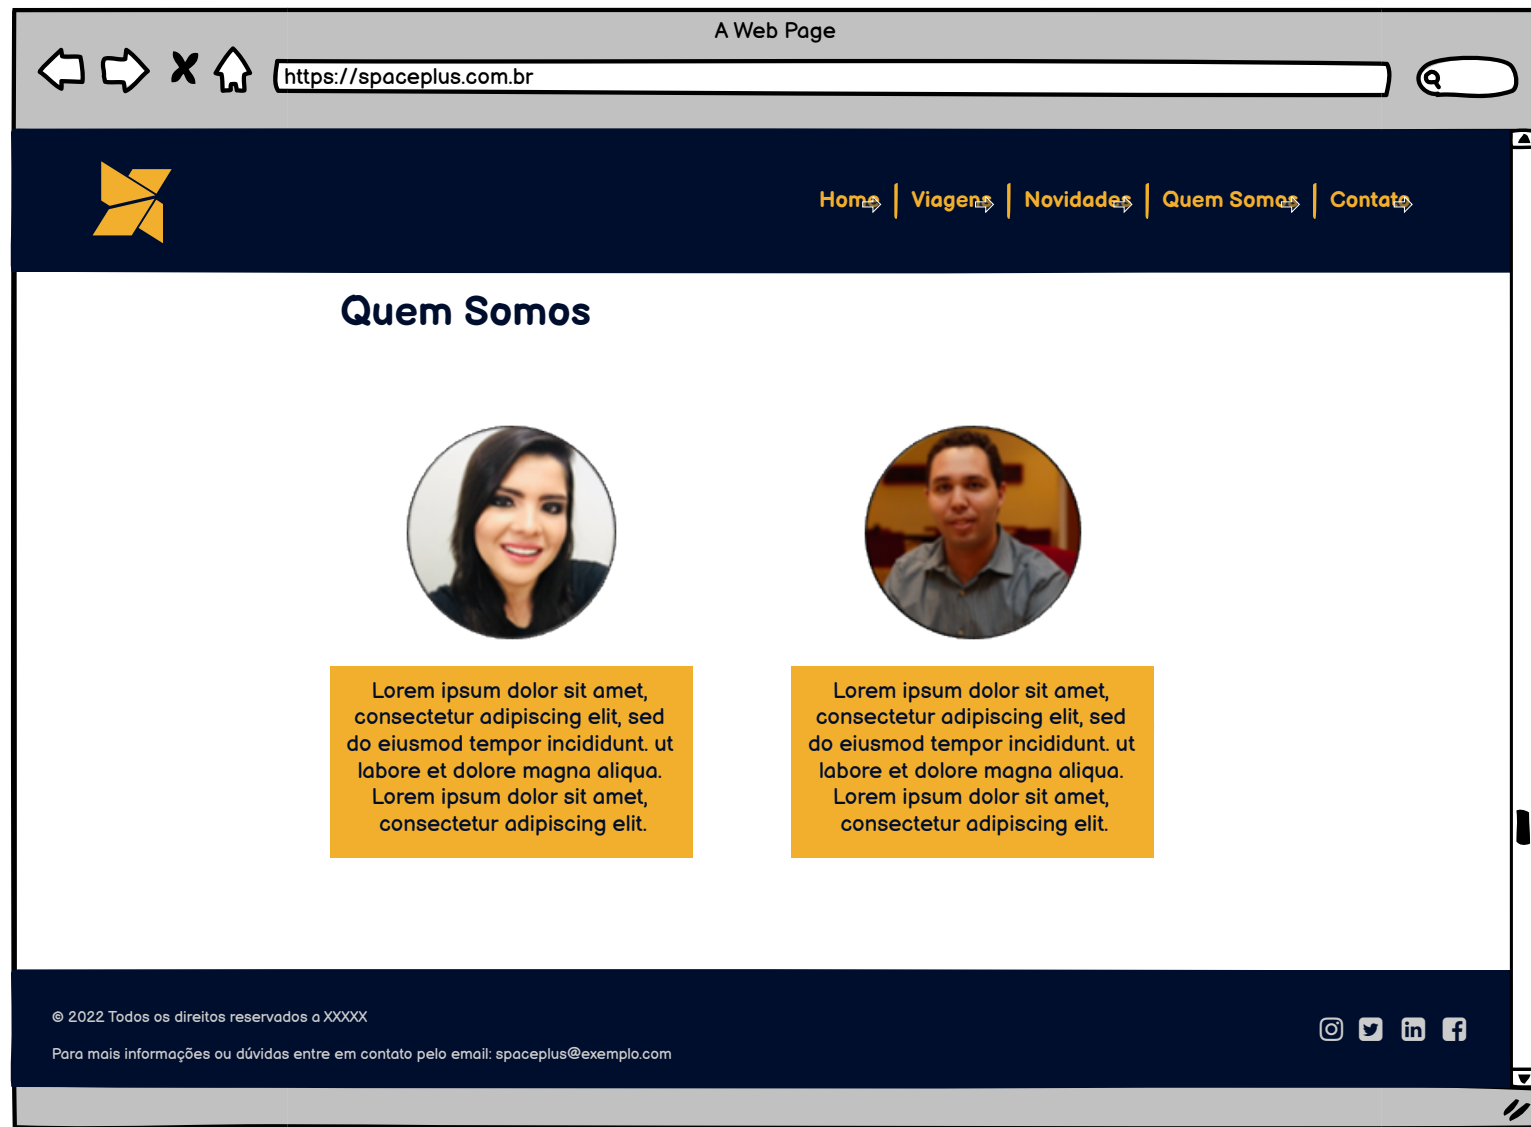 A Web Page
https://spaceplus.com.br
Home Viagens Novidades Quem Somos Contato
Quem Somos
Lorem ipsum dolor sit amet,
consectetur adipiscing elit, sed
do eiusmod tempor incididunt. ut
labore et dolore magna aliqua.
Lorem ipsum dolor sit amet,
consectetur adipiscing elit.
Lorem ipsum dolor sit amet,
consectetur adipiscing elit, sed
do eiusmod tempor incididunt. ut
labore et dolore magna aliqua.
Lorem ipsum dolor sit amet,
consectetur adipiscing elit.
© 2022 Todos os direitos reservados a XXXXX
Para mais informações ou dúvidas entre em contato pelo email: spaceplus@exemplo.com